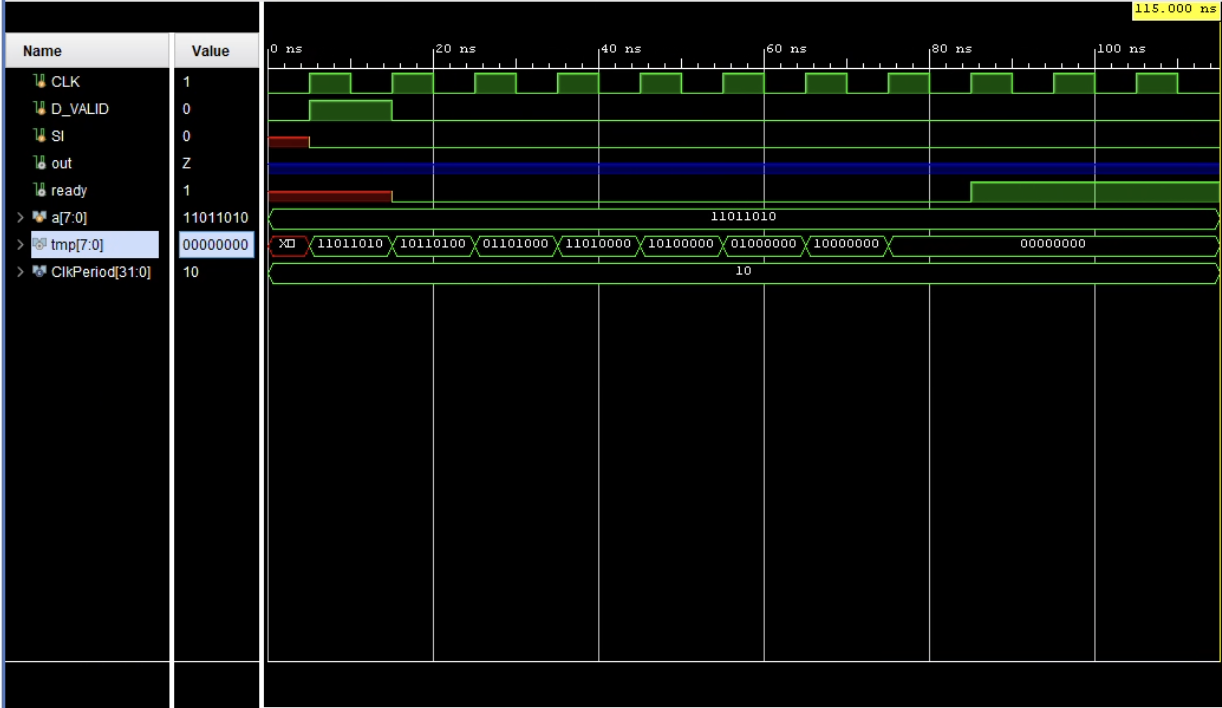 115.000 ns
Name Value 0 ns 20 ns 40 ns 60 ns 80 ns 100 ns
CLK 1
D_VALID 0
SI 0
out Z
ready 1
a[7:0] 11011010 11011010
tmp[7:0] 00000000 X 11011010 10110100 01101000 11010000 10100000 01000000 10000000 00000000
ClkPeriod[31:0] 10 10